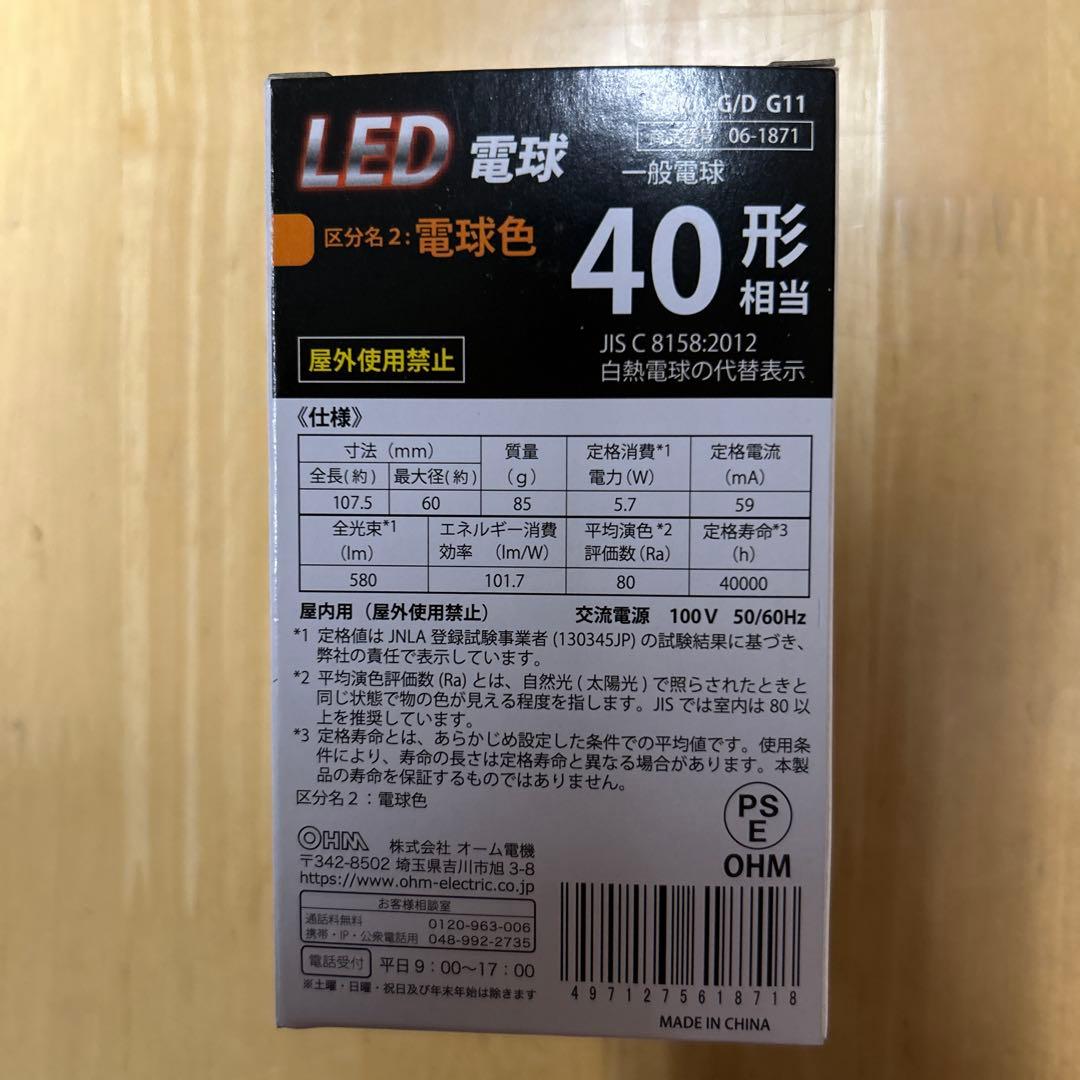 G/D G11
LED 電球
06-1871
一般電球
区分名2:電球色
40形
相当
JIS C 8158:2012
屋外使用禁止
白熱電球の代替表示
《仕様》
寸法(mm) 質量 定格消費*1 定格電流
全長(約) 最大径(約) (g) 電力(W) (mA)
107.5 60 85 5.7 59
全光束*1 エネルギー消費 平均演色*2 定格寿命*3
(lm) 効率 (lm/W) 評価数(Ra) (h)
580 101.7 80 40000
屋内用(屋外使用禁止) 交流電源 100V 50/60Hz
*1 定格値は JNLA 登録試験事業者(130345JP)の試験結果に基づき、
弊社の責任で表示しています。
*2 平均演色評価数(Ra)とは、自然光(太陽光)で照らされたときと
同じ状態で物の色が見える程度を指します。JIS では室内は 80 以
上を推奨しています。
*3 定格寿命とは、あらかじめ設定した条件での平均値です。使用条
件により、寿命の長さは定格寿命と異なる場合があります。本製
品の寿命を保証するものではありません。
区分名2:電球色
PS
E
OHM
OHM 株式会社 オーム電機
〒342-8502 埼玉県吉川市旭 3-8
https://www.ohm-electric.co.jp
お客様相談室
通話料無料 0120-963-006
携帯・IP・公衆電話用 048-992-2735
電話受付 平日 9:00〜17:00
※土曜・日曜・祝日及び年末年始は除きます
4971275618718
MADE IN CHINA